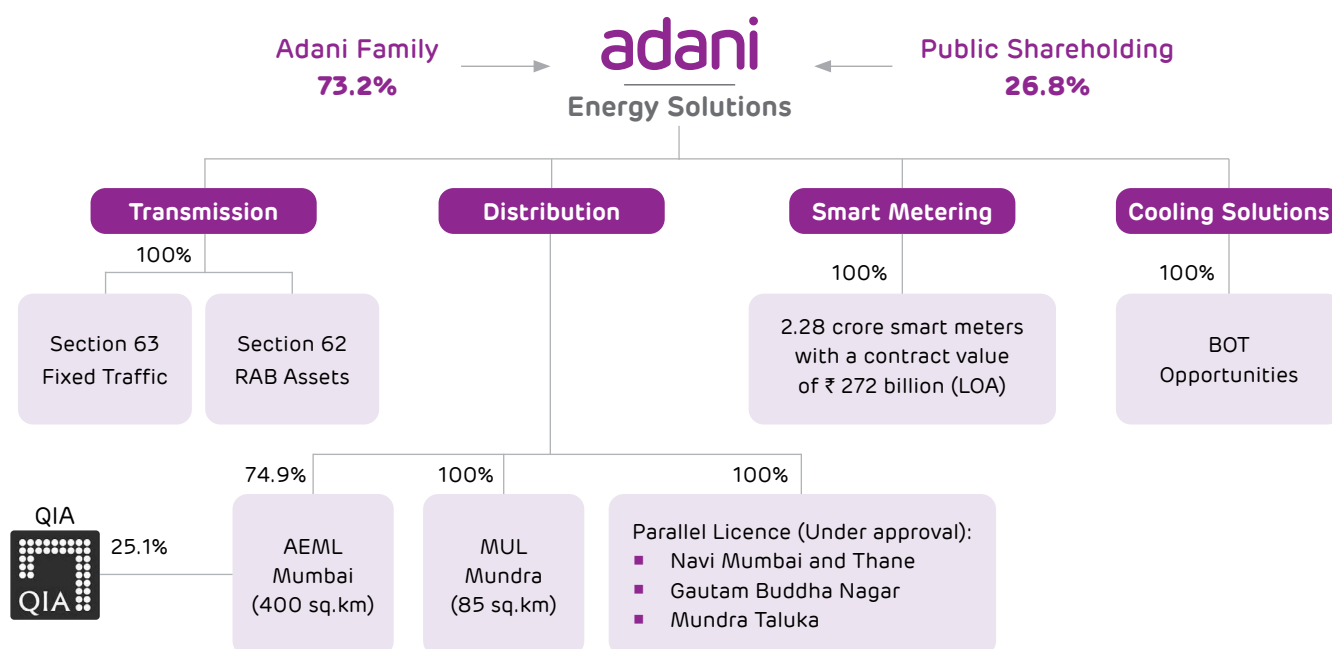 Adani Family
73.2%
adani
Energy Solutions
Public Shareholding
26.8%
Transmission
Distribution
Smart Metering
Cooling Solutions
100%
100%
100%
Section 63
Fixed Traffic
Section 62
RAB Assets
2.28 crore smart meters
with a contract value
of ₹ 272 billion (LOA)
BOT
Opportunities
74.9%
100%
100%
QIA
QIA
25.1%
AEML
Mumbai
(400 sq.km)
MUL
Mundra
(85 sq.km)
Parallel Licence (Under approval):
▪ Navi Mumbai and Thane
▪ Gautam Buddha Nagar
▪ Mundra Taluka